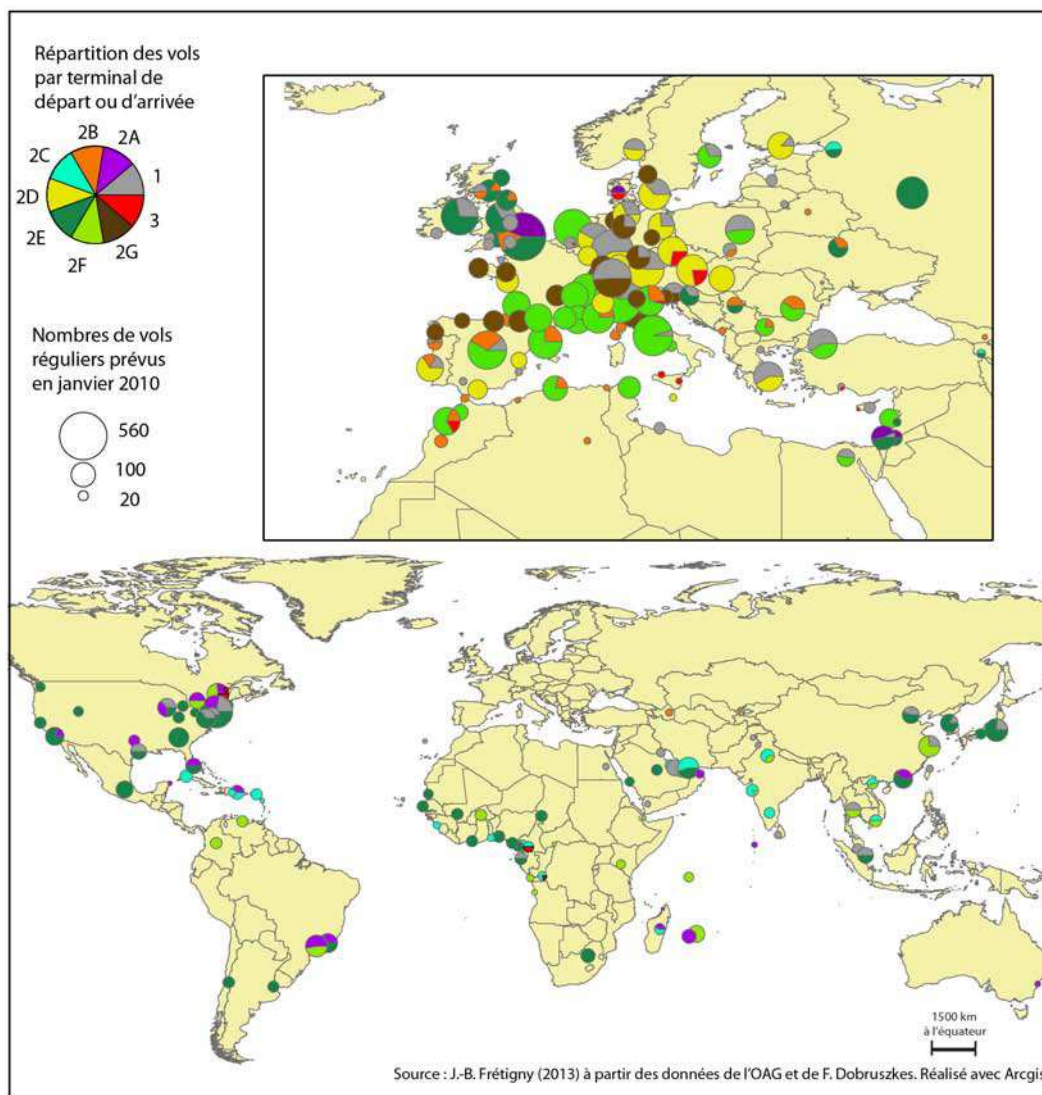 Répartition des vols
par terminal de
départ ou d'arrivée
2B
2A
2C
1
2D
3
2E
2G
2F
Nombres de vols
réguliers prévus
en janvier 2010
560
100
20
1500 km
à l'équateur
Source : J.-B. Frétigny (2013) à partir des données de l'OAG et de F. Dobruszkes. Réalisé avec Arcgis